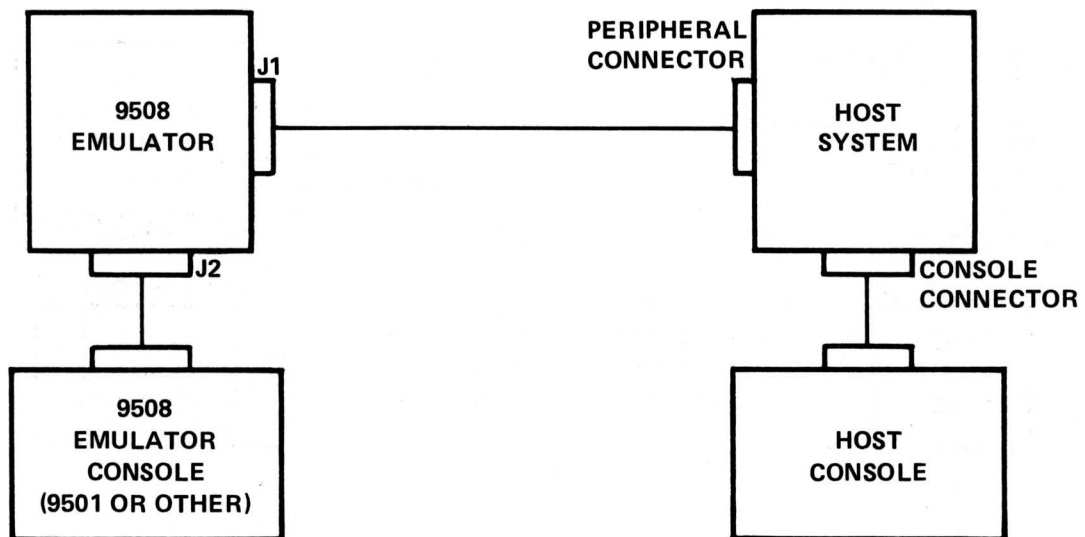 9508
EMULATOR
J1
J2
PERIPHERAL
CONNECTOR
HOST
SYSTEM
CONSOLE
CONNECTOR
9508
EMULATOR
CONSOLE
(9501 OR OTHER)
HOST
CONSOLE